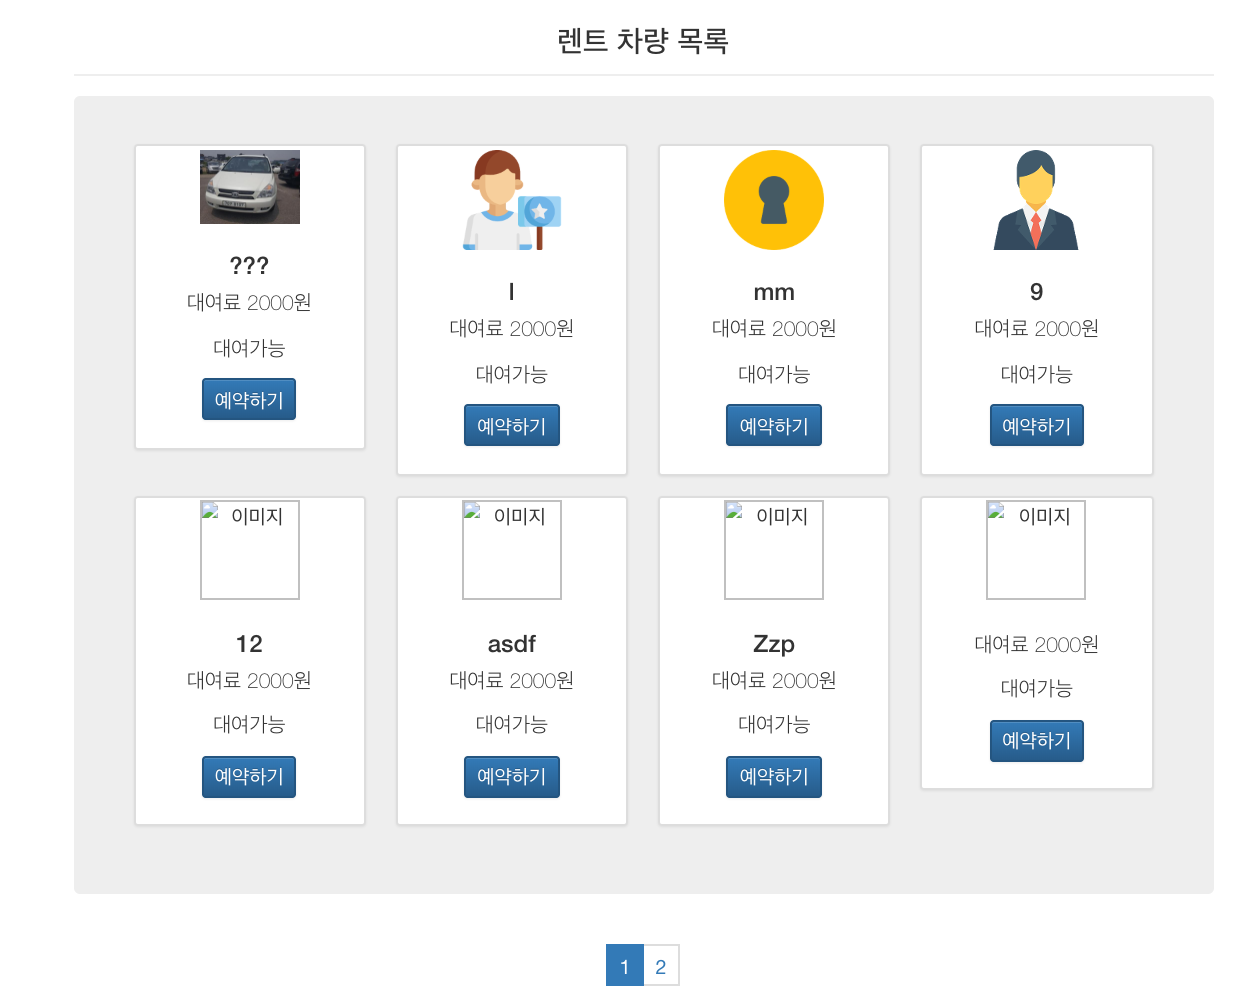 렌트 차량 목록
???
대여료 2000원
대여가능
예약하기
l
대여료 2000원
대여가능
예약하기
mm
대여료 2000원
대여가능
예약하기
9
대여료 2000원
대여가능
예약하기
이미지
12
대여료 2000원
대여가능
예약하기
이미지
asdf
대여료 2000원
대여가능
예약하기
이미지
Zzp
대여료 2000원
대여가능
예약하기
이미지
대여료 2000원
대여가능
예약하기
1 2